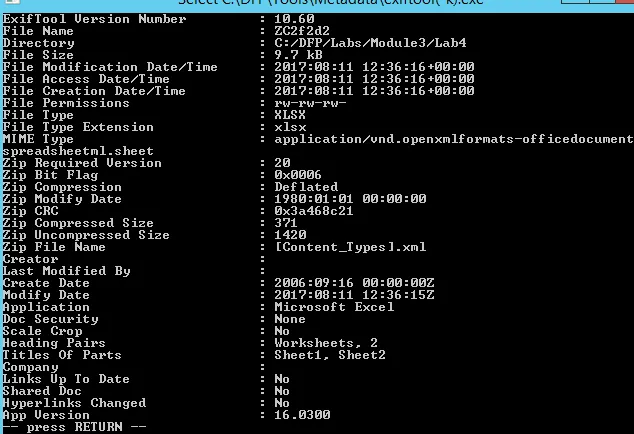 Select C:\DFP\Tools\Metadata\exiftool(-k).exe
ExifTool Version Number : 10.60
File Name : ZC2f2d2
Directory : C:/DFP/Labs/Module3/Lab4
File Size : 9.7 kB
File Modification Date/Time : 2017:08:11 12:36:16+00:00
File Access Date/Time : 2017:08:11 12:36:16+00:00
File Creation Date/Time : 2017:08:11 12:36:16+00:00
File Permissions : rw-rw-rw-
File Type : XLSX
File Type Extension : xlsx
MIME Type : application/vnd.openxmlformats-officedocument
spreadsheetml.sheet
Zip Required Version : 20
Zip Bit Flag : 0x0006
Zip Compression : Deflated
Zip Modify Date : 1980:01:01 00:00:00
Zip CRC : 0x3a468c21
Zip Compressed Size : 371
Zip Uncompressed Size : 1420
Zip File Name : [Content_Types].xml
Creator :
Last Modified By :
Create Date : 2006:09:16 00:00:00Z
Modify Date : 2017:08:11 12:36:15Z
Application : Microsoft Excel
Doc Security : None
Scale Crop : No
Heading Pairs : Worksheets, 2
Titles Of Parts : Sheet1, Sheet2
Company :
Links Up To Date : No
Shared Doc : No
Hyperlinks Changed : No
App Version : 16.0300
-- press RETURN --